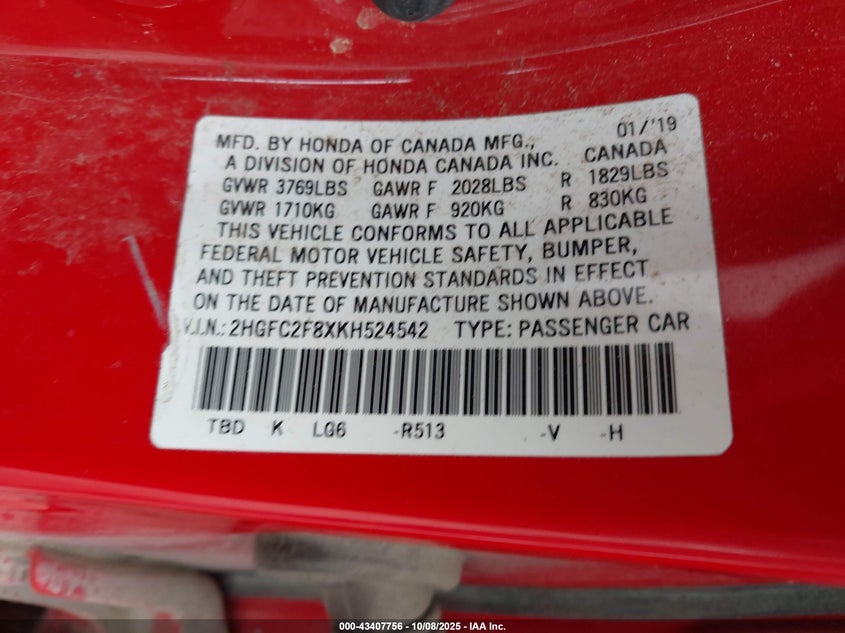 MFD. BY HONDA OF CANADA MFG., 01/'19
A DIVISION OF HONDA CANADA INC. CANADA
GVWR 3769LBS GAWR F 2028LBS R 1829LBS
GVWR 1710KG GAWR F 920KG R 830KG
THIS VEHICLE CONFORMS TO ALL APPLICABLE
FEDERAL MOTOR VEHICLE SAFETY, BUMPER,
AND THEFT PREVENTION STANDARDS IN EFFECT
ON THE DATE OF MANUFACTURE SHOWN ABOVE.
V.I.N.: 2HGFC2F8XKH524542 TYPE: PASSENGER CAR
TBD K LG6 -R513 -V -H
000-43407756 | 10/08/2025 - © IAA Inc.